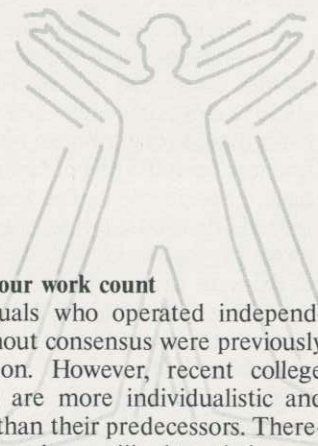 our work count
uals who operated independ-
hout consensus were previously
on. However, recent college
are more individualistic and
than their predecessors. There-